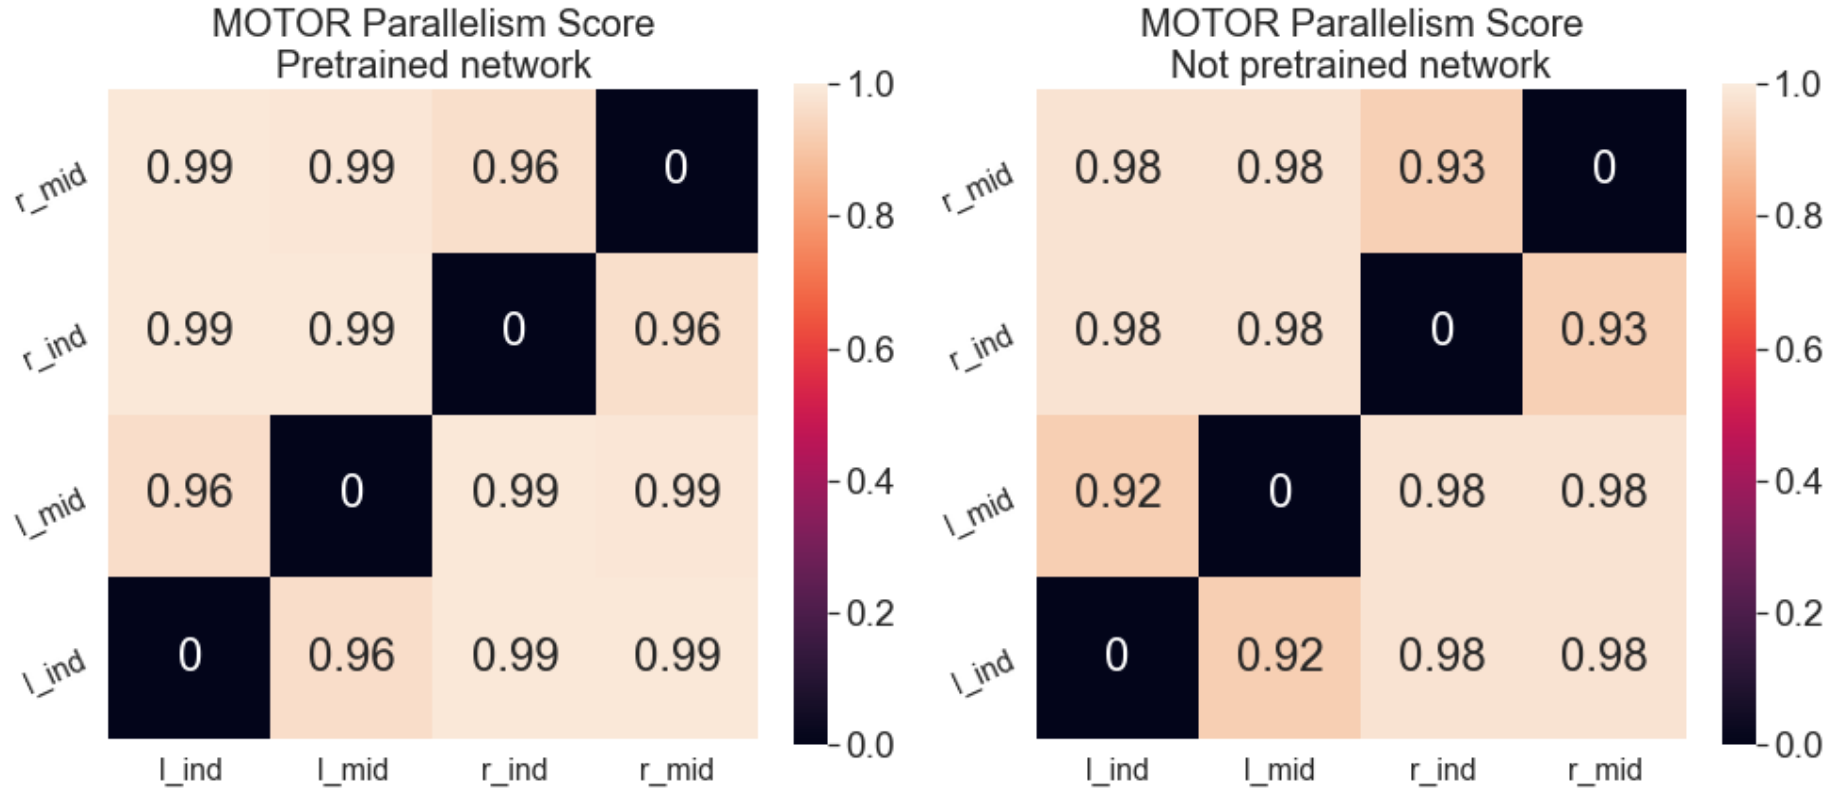 MOTOR Parallelism Score
Pretrained network
r_mid 0.99 0.99 0.96 0
r_ind 0.99 0.99 0 0.96
l_mid 0.96 0 0.99 0.99
l_ind 0 0.96 0.99 0.99
l_ind l_mid r_ind r_mid
1.0
0.8
0.6
0.4
0.2
0.0
MOTOR Parallelism Score
Not pretrained network
r_mid 0.98 0.98 0.93 0
r_ind 0.98 0.98 0 0.93
l_mid 0.92 0 0.98 0.98
l_ind 0 0.92 0.98 0.98
l_ind l_mid r_ind r_mid
1.0
0.8
0.6
0.4
0.2
0.0